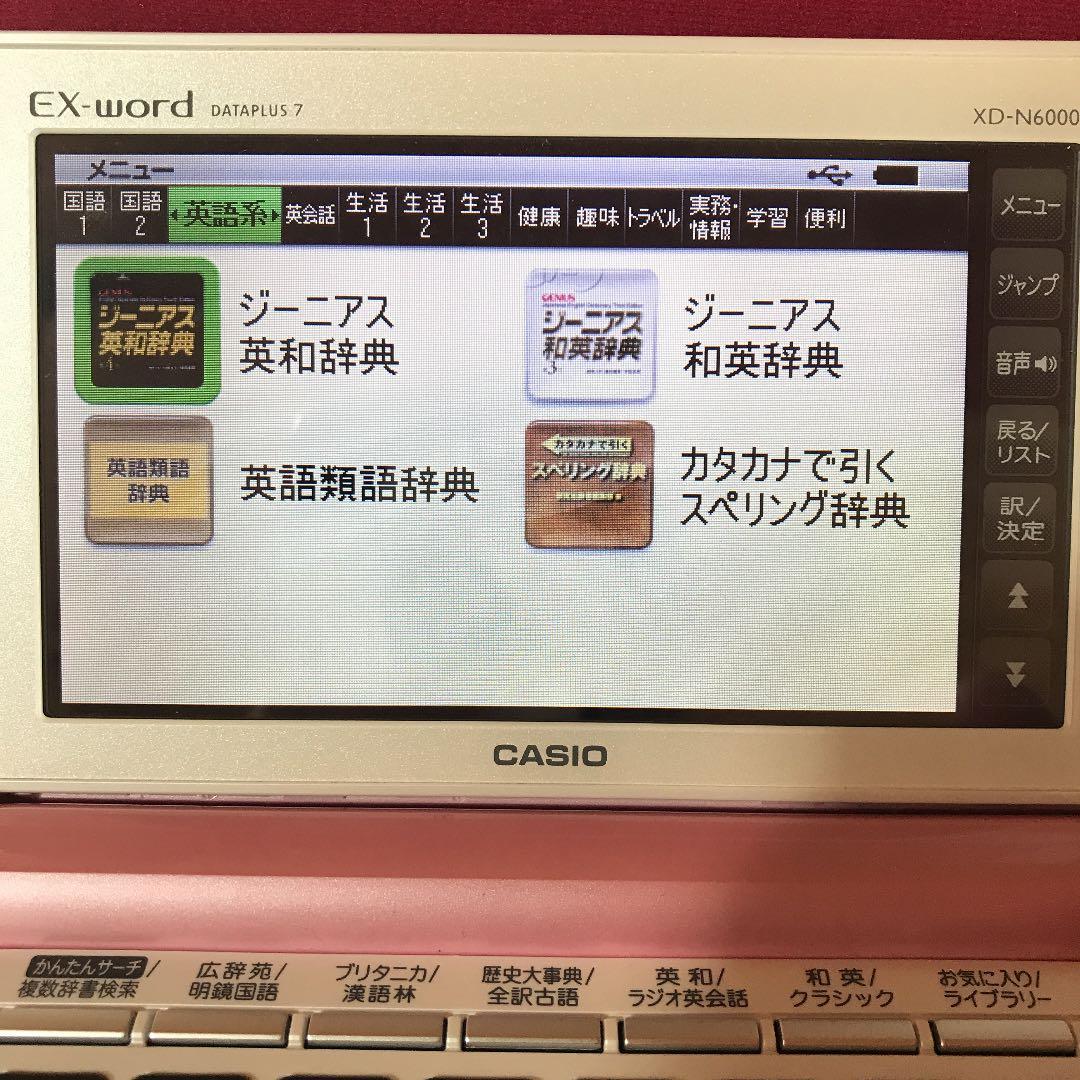 EX-word DATAPLUS 7
XD-N6000
メニュー
国語
1
国語
2
英語系
英会話
生活
1
生活
2
生活
3
健康
趣味
トラベル
実務・
情報
学習
便利
GENIUS
ジーニアス
英和辞典
4
ジーニアス
英和辞典
GENIUS
ジーニアス
和英辞典
3
ジーニアス
和英辞典
英語類語
辞典
英語類語辞典
カタカナで引く
スペリング辞典
カタカナで引く
スペリング辞典
メニュー
ジャンプ
音声
戻る/
リスト
訳/
決定
CASIO
かんたんサーチ/
複数辞書検索
広辞苑/
明鏡国語
ブリタニカ/
漢語林
歴史大事典/
全訳古語
英和/
ラジオ英会話
和英/
クラシック
お気に入り/
ライブラリー